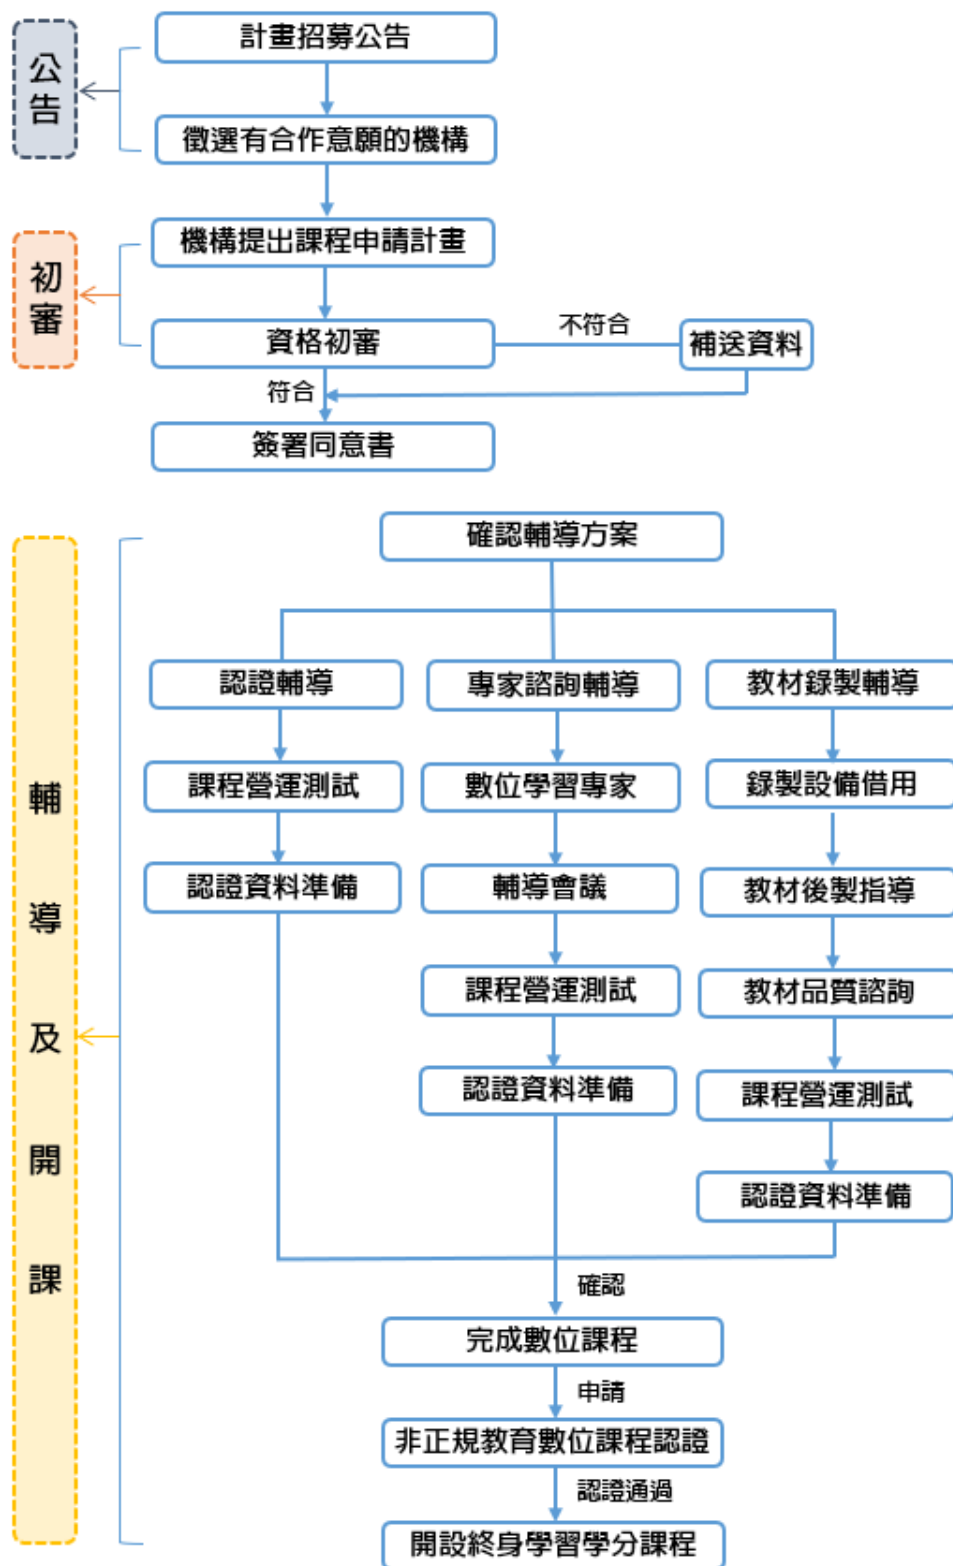 公告
計畫招募公告
徵選有合作意願的機構
初審
機構提出課程申請計畫
資格初審
不符合
補送資料
符合
簽署同意書
輔導及開課
確認輔導方案
認證輔導
專家諮詢輔導
教材錄製輔導
課程營運測試
數位學習專家
錄製設備借用
認證資料準備
輔導會議
教材後製指導
課程營運測試
教材品質諮詢
認證資料準備
課程營運測試
認證資料準備
確認
完成數位課程
申請
非正規教育數位課程認證
認證通過
開設終身學習學分課程